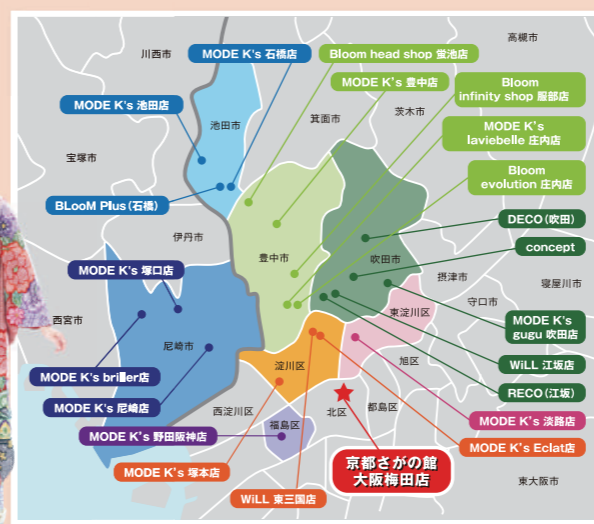 高槻市
川西市
MODE K's 石橋店
Bloom head shop 蛍池店
MODE K's 豊中店
Bloom
infinity shop 服部店
MODE K's 池田店
池田市
箕面市
茨木市
MODE K's
laviebelle 庄内店
宝塚市
Bloom
evolution 庄内店
BLooM Plus（石橋）
DECO（吹田）
伊丹市
concept
豊中市
吹田市
MODE K's 塚口店
摂津市
寝屋川市
守口市
西宮市
東淀川区
MODE K's
gugu 吹田店
尼崎市
旭区
WiLL 江坂店
淀川区
MODE K's briller店
RECO（江坂）
MODE K's 尼崎店
西淀川区
北区
都島区
MODE K's 淡路店
福島区
MODE K's 野田阪神店
MODE K's Eclat店
京都さがの館
大阪梅田店
MODE K's 塚本店
東大阪市
WiLL 東三国店